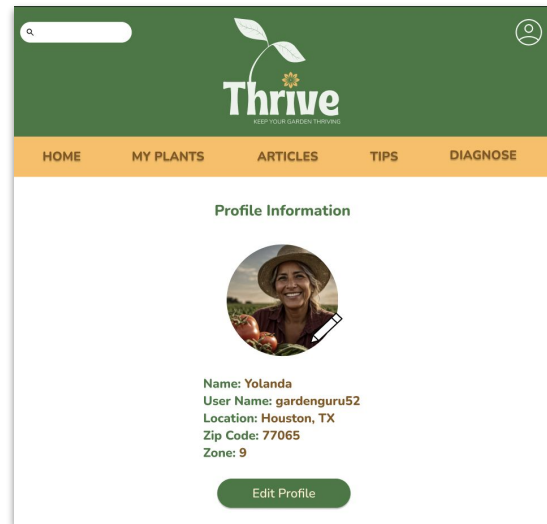 Thrive
KEEP YOUR GARDEN THRIVING
HOME MY PLANTS ARTICLES TIPS DIAGNOSE
Profile Information
Name: Yolanda
User Name: gardenguru52
Location: Houston, TX
Zip Code: 77065
Zone: 9
Edit Profile